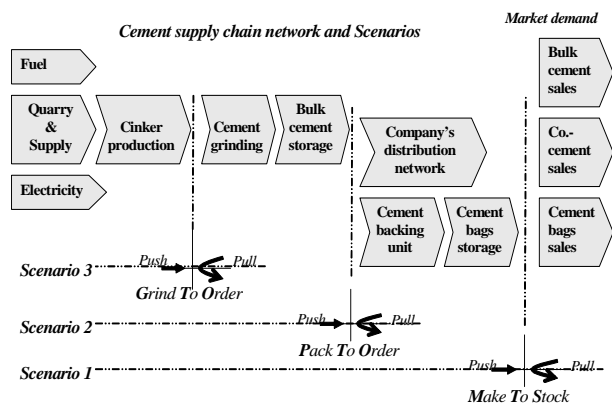 Market demand
Cement supply chain network and Scenarios
Fuel
Quarry
&
Supply
Electricity
Cinker
production
Cement
grinding
Bulk
cement
storage
Company's
distribution
network
Cement
backing
unit
Cement
bags
storage
Bulk
cement
sales
Co.-
cement
sales
Cement
bags
sales
Scenario 3
Push
Pull
Grind To Order
Scenario 2
Push
Pull
Pack To Order
Scenario 1
Push
Pull
Make To Stock